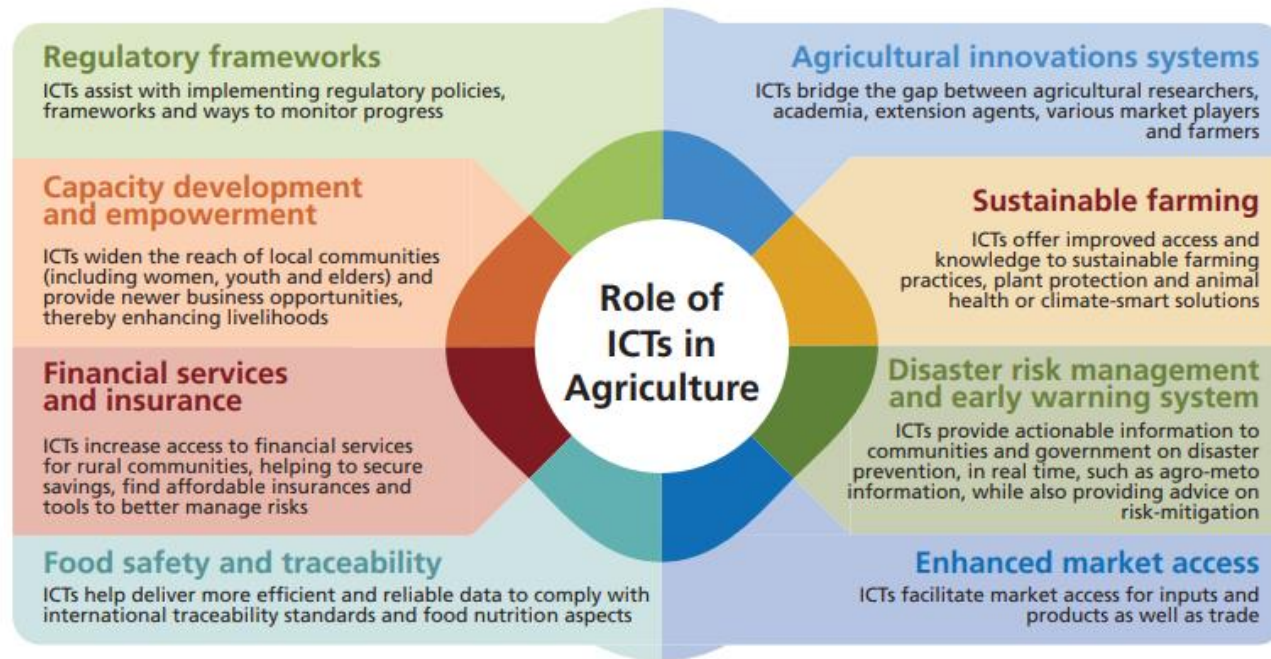 Regulatory frameworks
ICTs assist with implementing regulatory policies,
frameworks and ways to monitor progress
Capacity development
and empowerment
ICTs widen the reach of local communities
(including women, youth and elders) and
provide newer business opportunities,
thereby enhancing livelihoods
Financial services
and insurance
ICTs increase access to financial services
for rural communities, helping to secure
savings, find affordable insurances and
tools to better manage risks
Food safety and traceability
ICTs help deliver more efficient and reliable data to comply with
international traceability standards and food nutrition aspects
Role of
ICTs in
Agriculture
Agricultural innovations systems
ICTs bridge the gap between agricultural researchers,
academia, extension agents, various market players
and farmers
Sustainable farming
ICTs offer improved access and
knowledge to sustainable farming
practices, plant protection and animal
health or climate-smart solutions
Disaster risk management
and early warning system
ICTs provide actionable information to
communities and government on disaster
prevention, in real time, such as agro-meto
information, while also providing advice on
risk-mitigation
Enhanced market access
ICTs facilitate market access for inputs and
products as well as trade